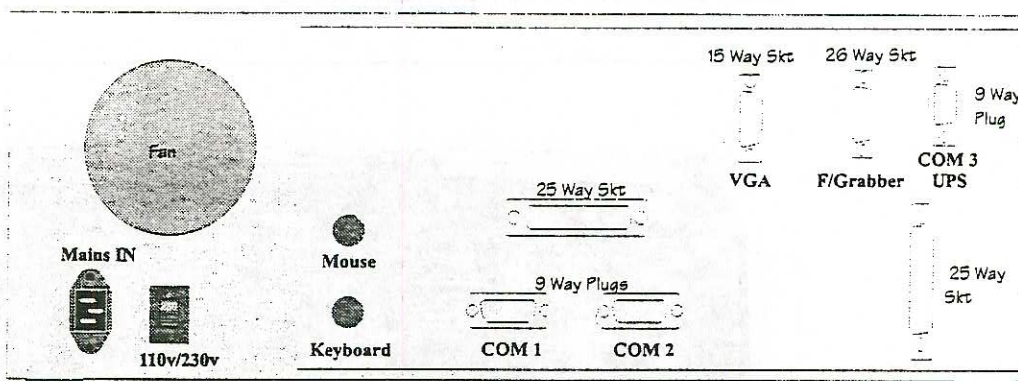 15 Way Skt
26 Way Skt
9 Way
Plug
Fan
VGA
F/Grabber
COM 3
UPS
25 Way Skt
Mains IN
Mouse
25 Way
Skt
9 Way Plugs
110v/230v
Keyboard
COM 1
COM 2